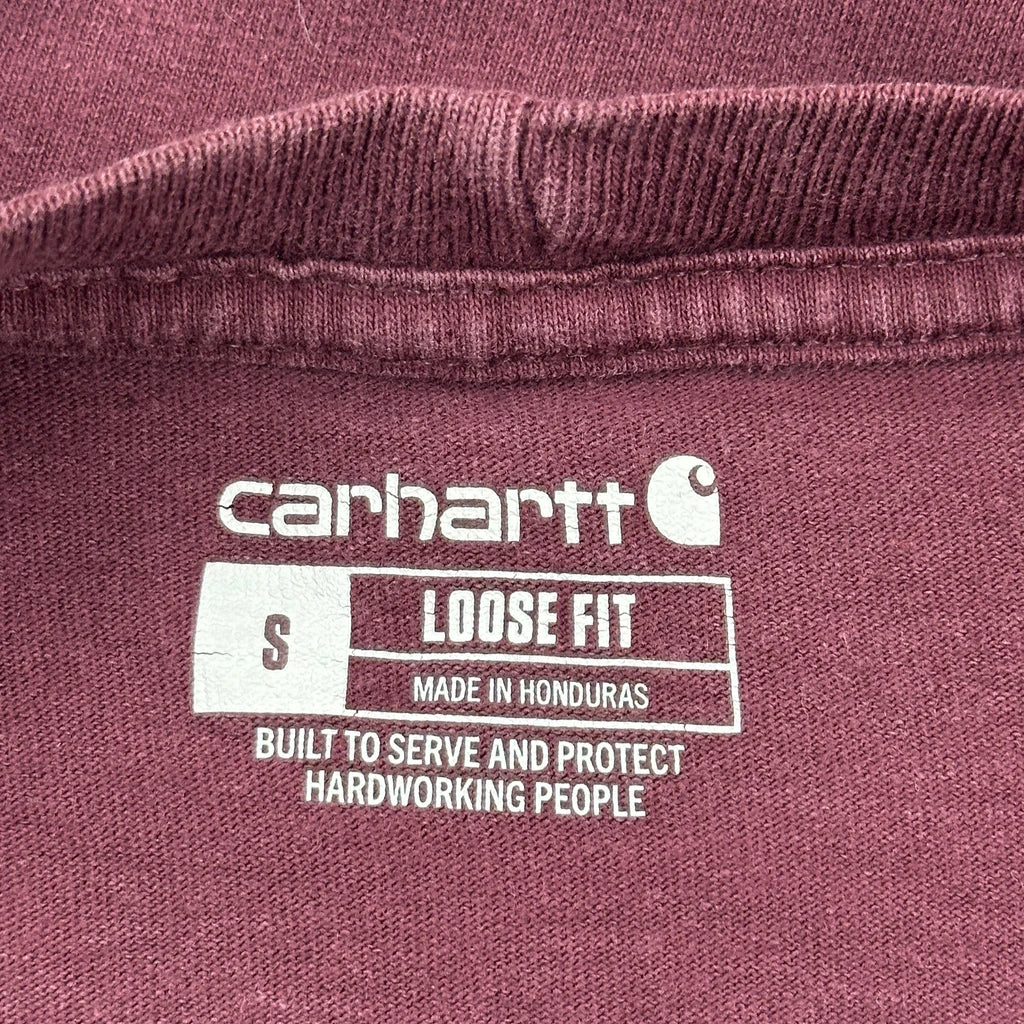 carhartt
S
LOOSE FIT
MADE IN HONDURAS
BUILT TO SERVE AND PROTECT
HARDWORKING PEOPLE